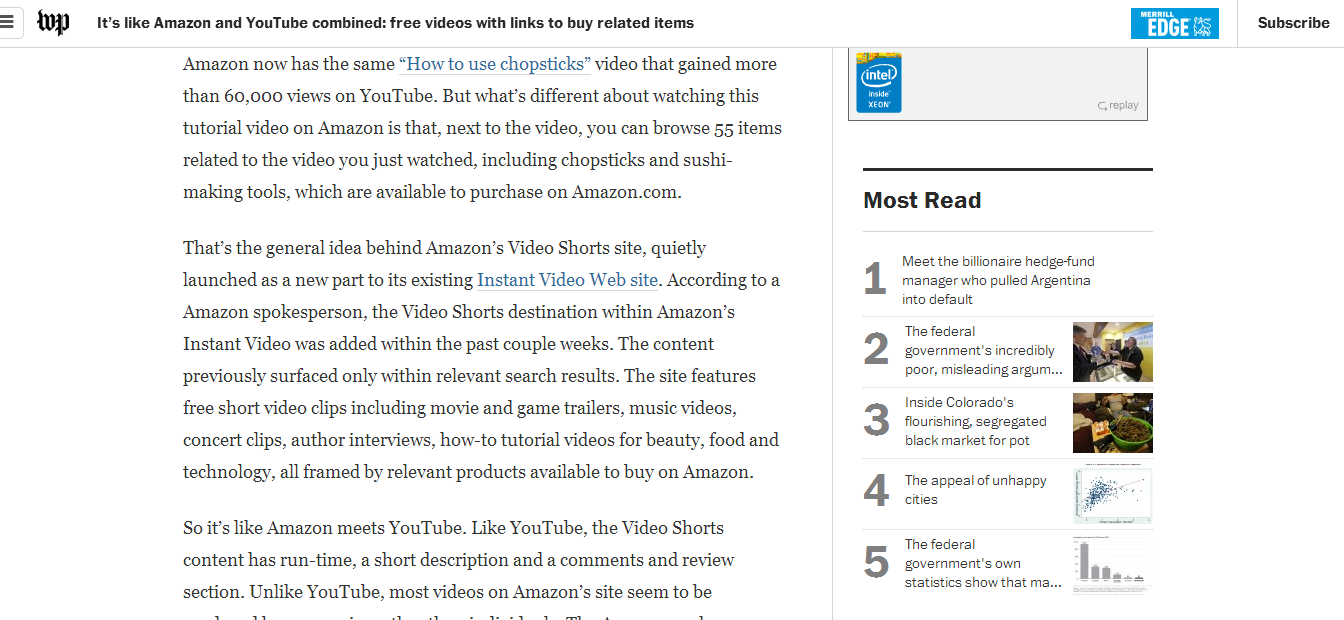 wp
It’s like Amazon and YouTube combined: free videos with links to buy related items
MERRILL
EDGE
Subscribe
Amazon now has the same “How to use chopsticks” video that gained more
than 60,000 views on YouTube. But what’s different about watching this
tutorial video on Amazon is that, next to the video, you can browse 55 items
related to the video you just watched, including chopsticks and sushi-
making tools, which are available to purchase on Amazon.com.
That’s the general idea behind Amazon’s Video Shorts site, quietly
launched as a new part to its existing Instant Video Web site. According to a
Amazon spokesperson, the Video Shorts destination within Amazon’s
Instant Video was added within the past couple weeks. The content
previously surfaced only within relevant search results. The site features
free short video clips including movie and game trailers, music videos,
concert clips, author interviews, how-to tutorial videos for beauty, food and
technology, all framed by relevant products available to buy on Amazon.
So it’s like Amazon meets YouTube. Like YouTube, the Video Shorts
content has run-time, a short description and a comments and review
section. Unlike YouTube, most videos on Amazon’s site seem to be
intel
inside
XEON
replay
Most Read
1
Meet the billionaire hedge-fund
manager who pulled Argentina
into default
2
The federal
government's incredibly
poor, misleading argum...
3
Inside Colorado's
flourishing, segregated
black market for pot
4
The appeal of unhappy
cities
5
The federal
government's own
statistics show that ma...